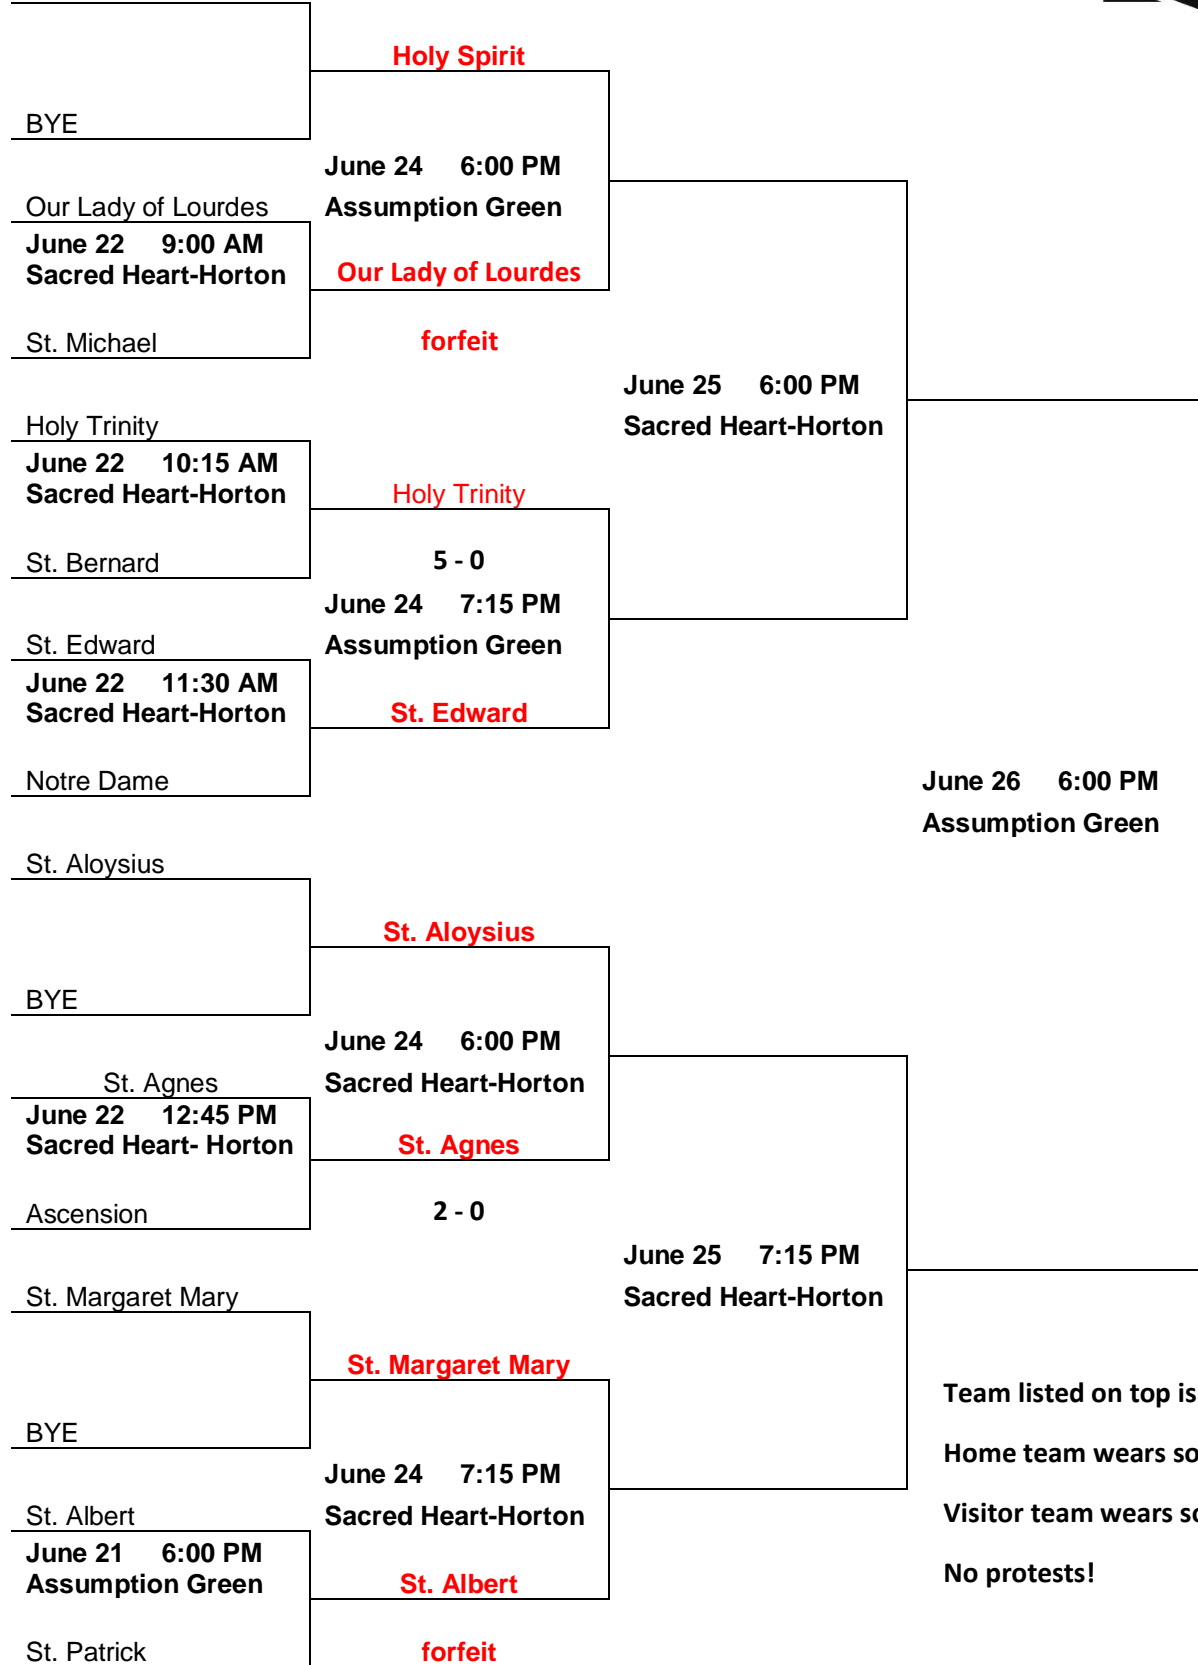 Holy Spirit
BYE
June 24 6:00 PM
Our Lady of Lourdes
Assumption Green
June 22 9:00 AM
Sacred Heart-Horton
Our Lady of Lourdes
St. Michael
forfeit
June 25 6:00 PM
Holy Trinity
Sacred Heart-Horton
June 22 10:15 AM
Sacred Heart-Horton
Holy Trinity
St. Bernard
5 - 0
June 24 7:15 PM
St. Edward
Assumption Green
June 22 11:30 AM
Sacred Heart-Horton
St. Edward
Notre Dame
June 26 6:00 PM
Assumption Green
St. Aloysius
St. Aloysius
BYE
June 24 6:00 PM
St. Agnes
Sacred Heart-Horton
June 22 12:45 PM
Sacred Heart- Horton
St. Agnes
Ascension
2 - 0
June 25 7:15 PM
St. Margaret Mary
Sacred Heart-Horton
St. Margaret Mary
Team listed on top is
BYE
Home team wears so
June 24 7:15 PM
St. Albert
Sacred Heart-Horton
Visitor team wears so
June 21 6:00 PM
Assumption Green
St. Albert
No protests!
St. Patrick
forfeit